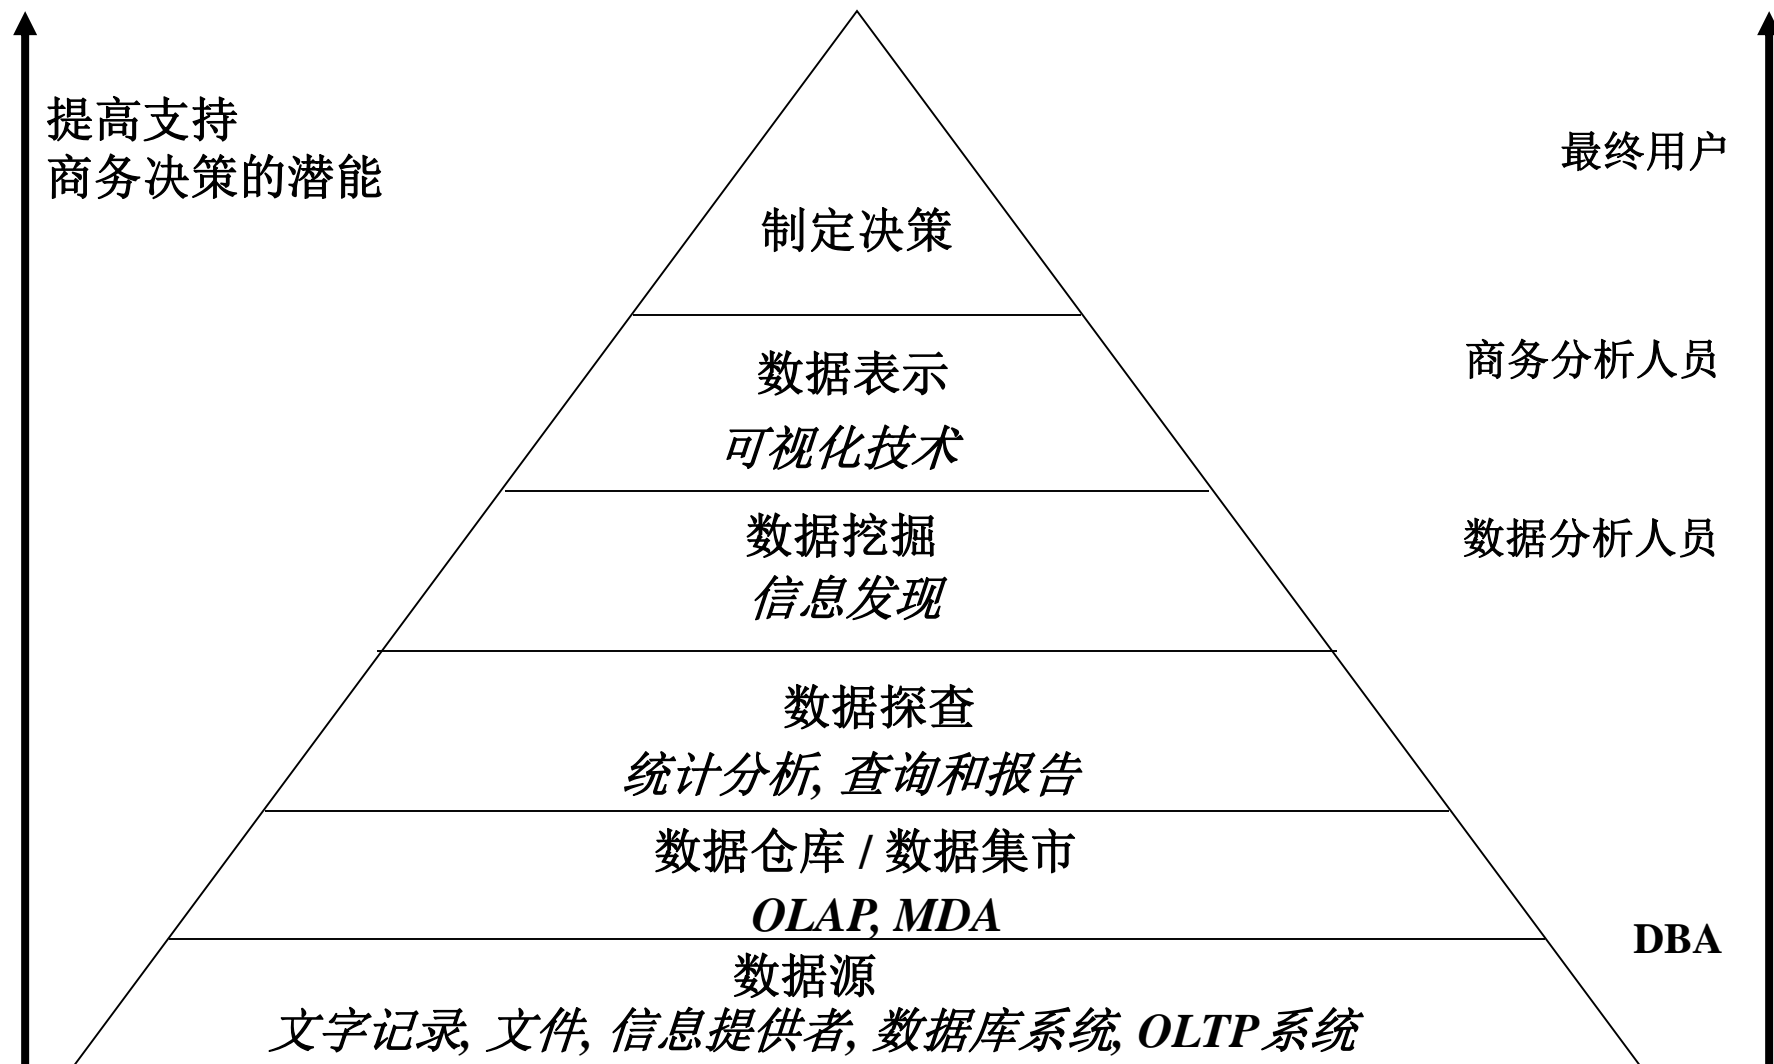 提高支持
商务决策的潜能
最终用户
制定决策
商务分析人员
数据表示
可视化技术
数据挖掘
数据分析人员
信息发现
数据探查
统计分析, 查询和报告
数据仓库 / 数据集市
OLAP, MDA
DBA
数据源
文字记录, 文件, 信息提供者, 数据库系统, OLTP系统